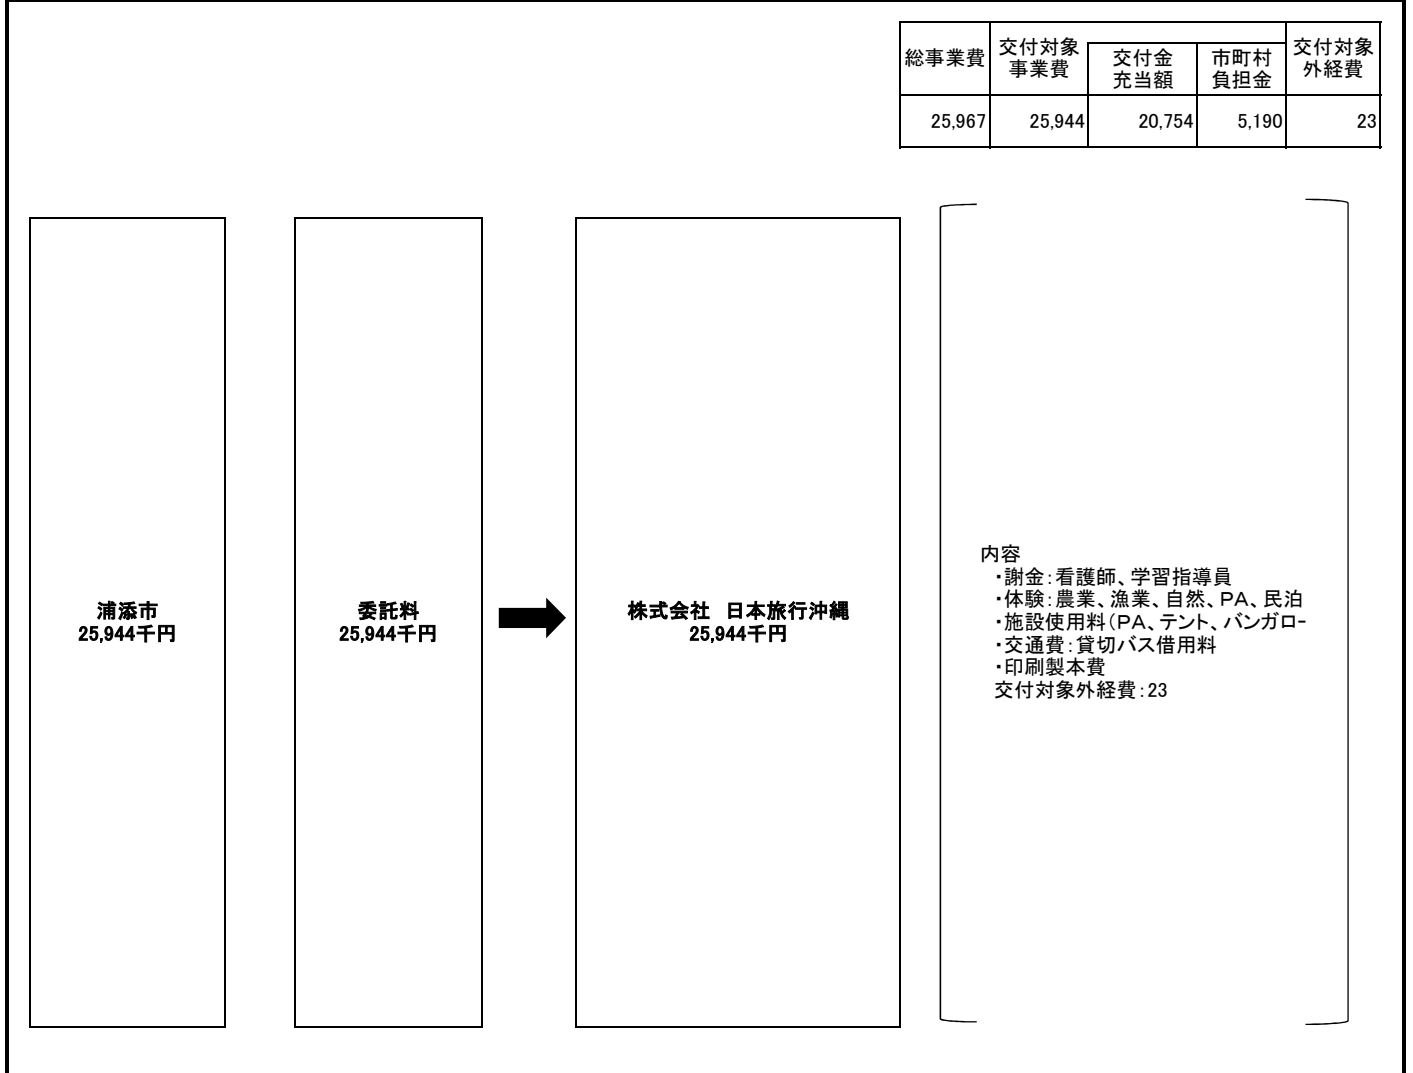 総事業費
交付対象
事業費
交付金
充当額
市町村
負担金
交付対象
外経費
25,967 25,944 20,754 5,190 23
浦添市
25,944千円
委託料
25,944千円
株式会社　日本旅行沖縄
25,944千円
内容
・謝金：看護師、学習指導員
・体験：農業、漁業、自然、PA、民泊
・施設使用料（PA、テント、バンガロー
・交通費：貸切バス借用料
・印刷製本費
交付対象外経費：23